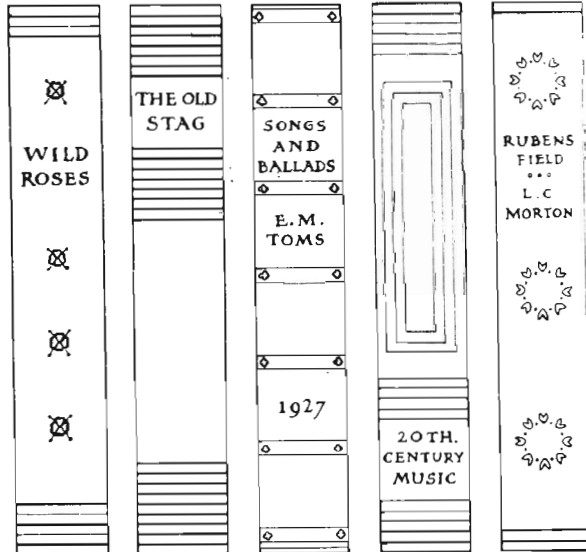 WILD
ROSES
THE OLD
STAG
SONGS
AND
BALLADS
E.M.
TOMS
1927
20TH.
CENTURY
MUSIC
RUBENS
FIELD
L.C
MORTON